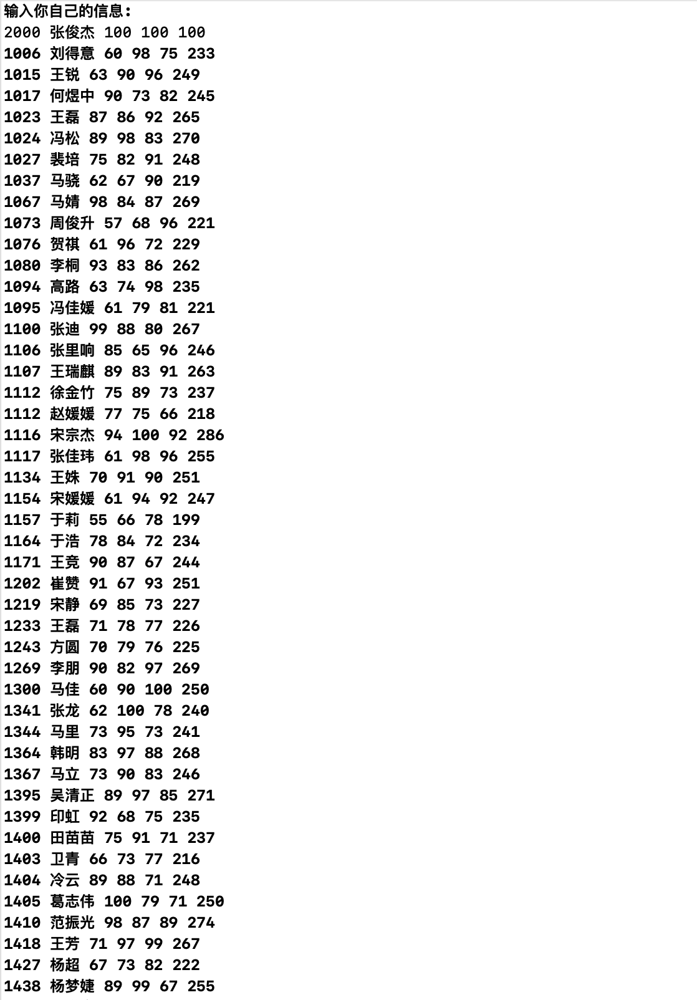 输入你自己的信息：
2000 张俊杰 100 100 100
1006 刘得意 60 98 75 233
1015 王锐 63 90 96 249
1017 何煜中 90 73 82 245
1023 王磊 87 86 92 265
1024 冯松 89 98 83 270
1027 裴培 75 82 91 248
1037 马骁 62 67 90 219
1067 马婧 98 84 87 269
1073 周俊升 57 68 96 221
1076 贺祺 61 96 72 229
1080 李桐 93 83 86 262
1094 高路 63 74 98 235
1095 冯佳媛 61 79 81 221
1100 张迪 99 88 80 267
1106 张里响 85 65 96 246
1107 王瑞麒 89 83 91 263
1112 徐金竹 75 89 73 237
1112 赵媛媛 77 75 66 218
1116 宋宗杰 94 100 92 286
1117 张佳玮 61 98 96 255
1134 王姝 70 91 90 251
1154 宋媛媛 61 94 92 247
1157 于莉 55 66 78 199
1164 于浩 78 84 72 234
1171 王竞 90 87 67 244
1202 崔赞 91 67 93 251
1219 宋静 69 85 73 227
1233 王磊 71 78 77 226
1243 方圆 70 79 76 225
1269 李朋 90 82 97 269
1300 马佳 60 90 100 250
1341 张龙 62 100 78 240
1344 马里 73 95 73 241
1364 韩明 83 97 88 268
1367 马立 73 90 83 246
1395 吴清正 89 97 85 271
1399 印虹 92 68 75 235
1400 田苗苗 75 91 71 237
1403 卫青 66 73 77 216
1404 冷云 89 88 71 248
1405 葛志伟 100 79 71 250
1410 范振光 98 87 89 274
1418 王芳 71 97 99 267
1427 杨超 67 73 82 222
1438 杨梦婕 89 99 67 255